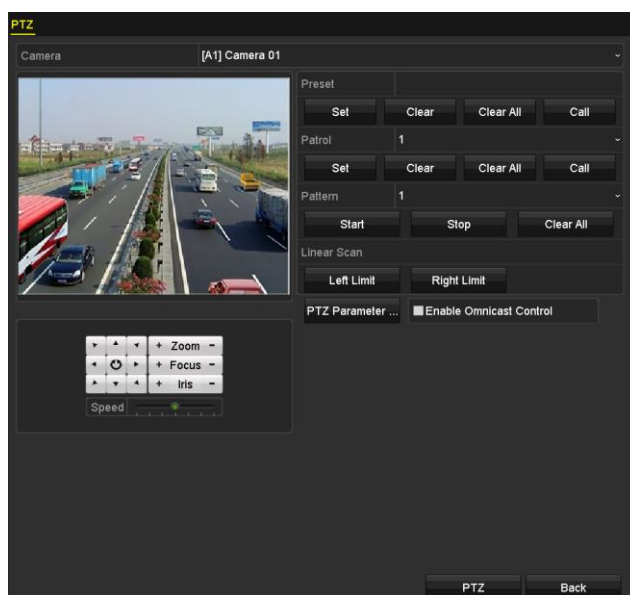 PTZ
Camera [A1] Camera 01
Preset
Set Clear Clear All Call
Patrol 1
Set Clear Clear All Call
Pattern 1
Start Stop Clear All
Linear Scan
Left Limit Right Limit
PTZ Parameter ... Enable Omnicast Control
+ Zoom -
+ Focus -
+ Iris -
Speed
PTZ Back